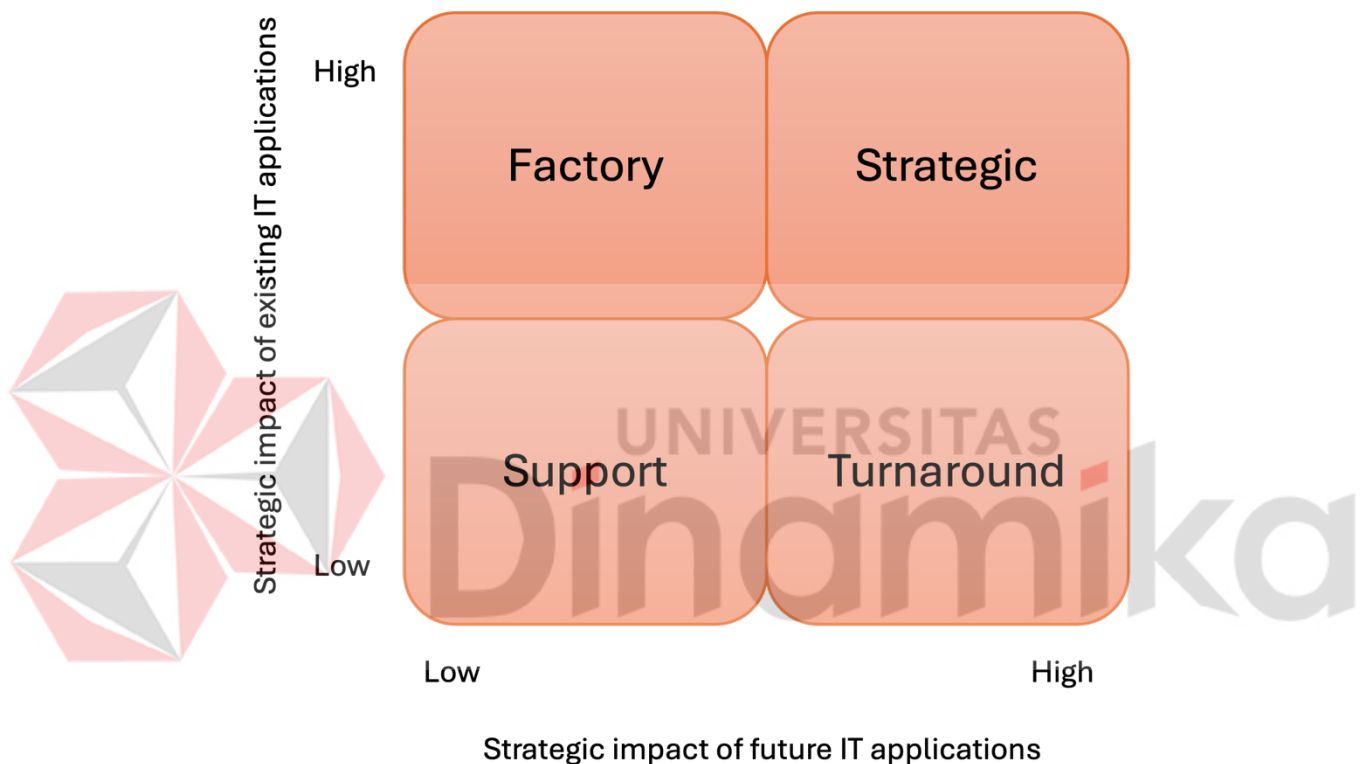 Strategic impact of existing IT applications
High
Factory
Strategic
UNIVERSITAS
Dinamika
Support
Turnaround
Low
Low
High
Strategic impact of future IT applications